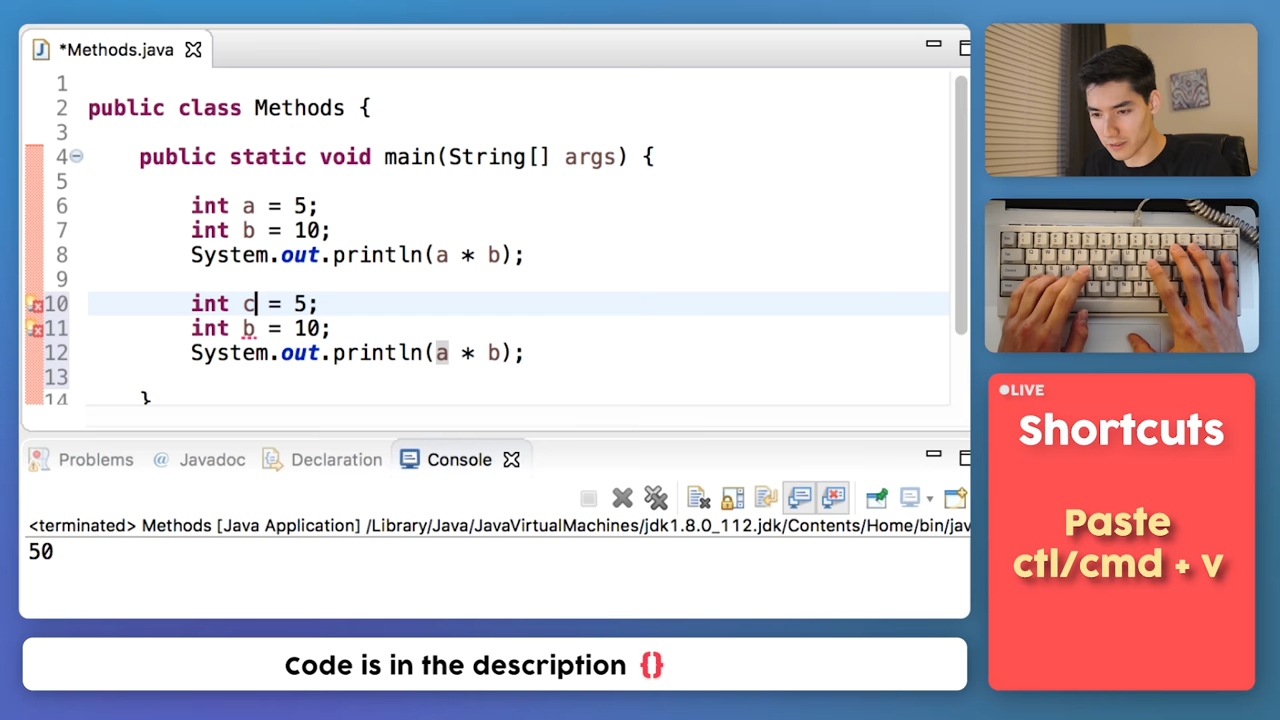 *Methods.java
1
2 public class Methods {
3
4 public static void main(String[] args) {
5
6 int a = 5;
7 int b = 10;
8 System.out.println(a * b);
9
10 int c = 5;
11 int b = 10;
12 System.out.println(a * b);
13
14 }
Problems @ Javadoc Declaration Console
<terminated> Methods [Java Application] /Library/Java/JavaVirtualMachines/jdk1.8.0_112.jdk/Contents/Home/bin/jav
50
Code is in the description {}
LIVE
Shortcuts
Paste
ctl/cmd + v